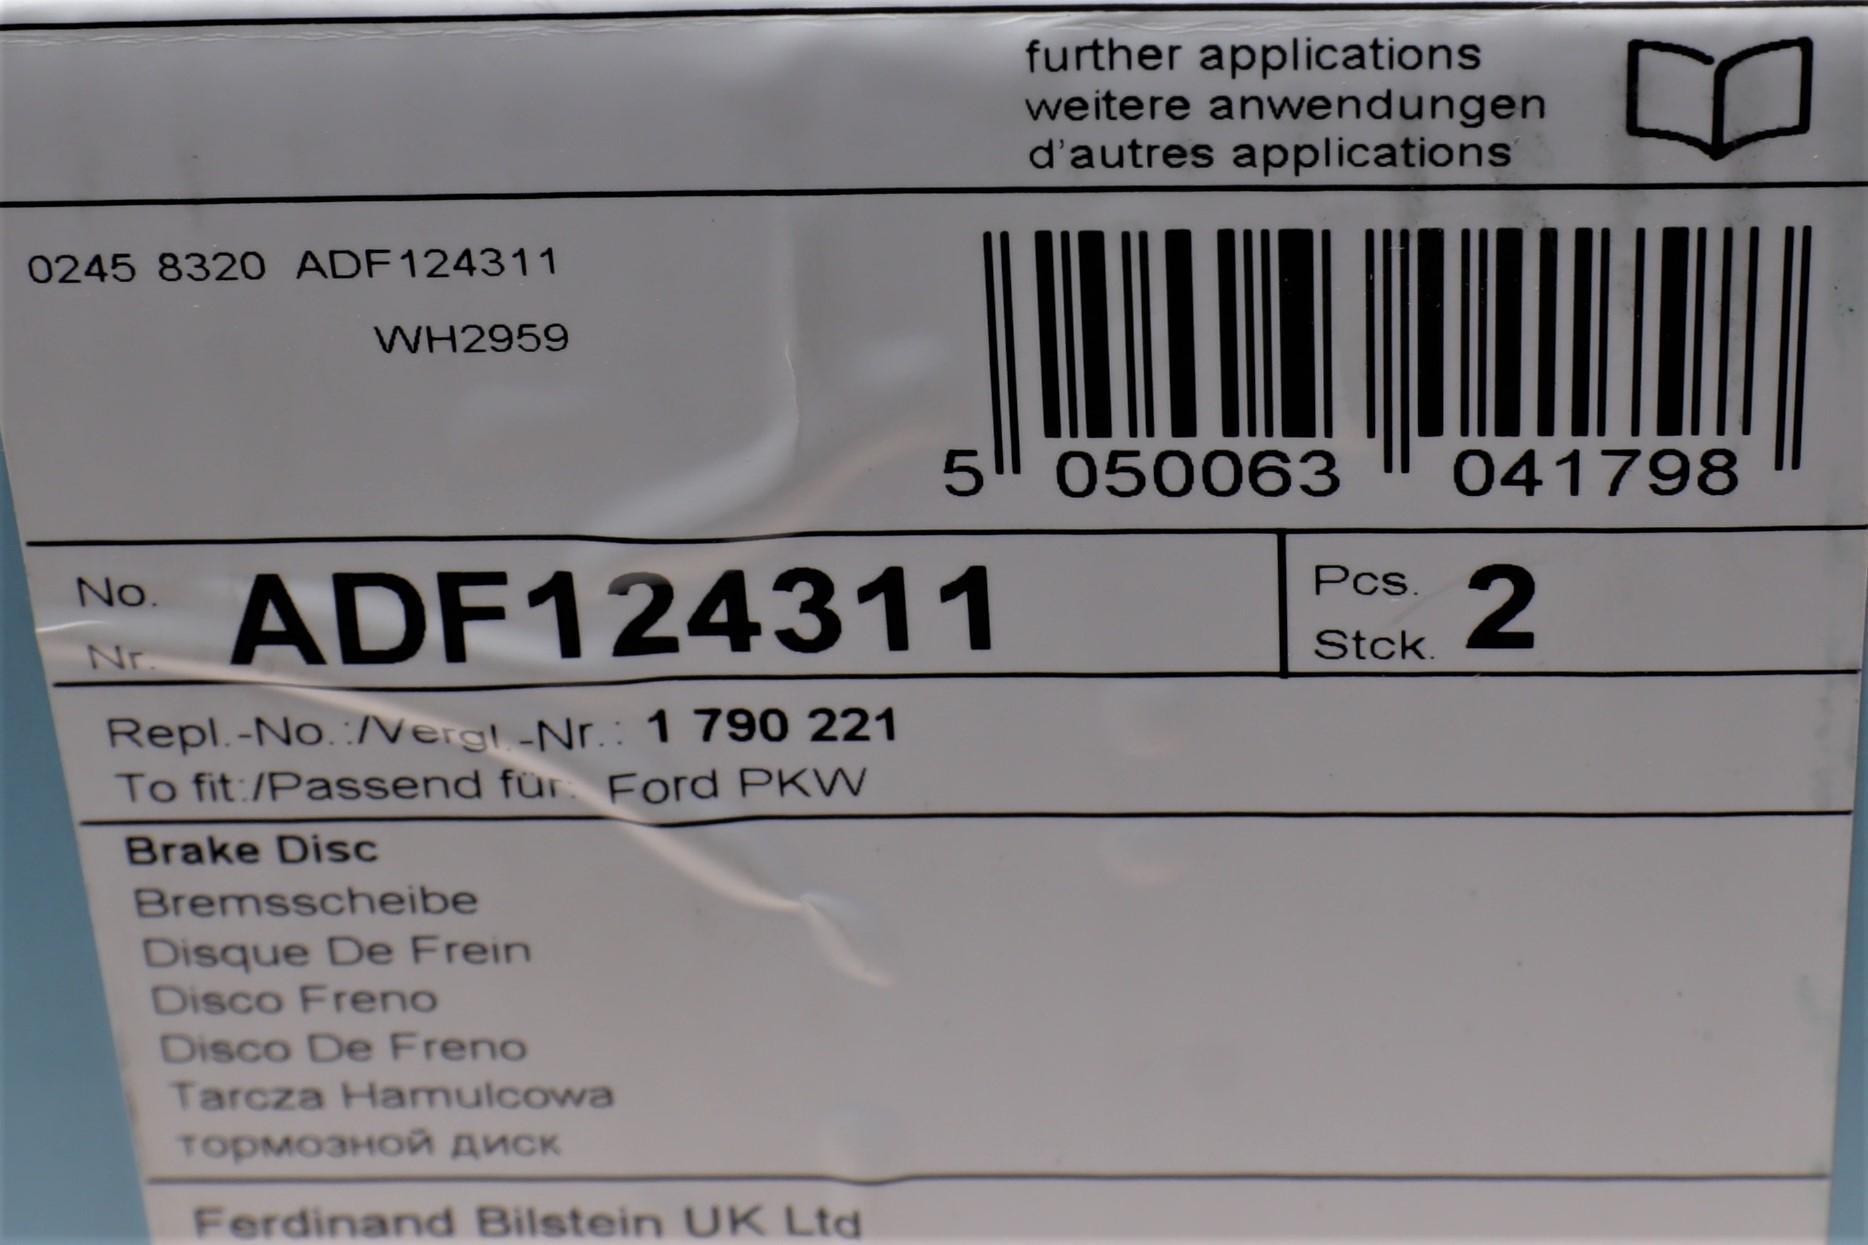 further applications
weitere anwendungen
d'autres applications
0245 8320 ADF124311
WH2959
5 050063 041798
No. ADF124311
Nr.
Pcs. 2
Stck.
Repl.-No.:/Vergl.-Nr.: 1 790 221
To fit:/Passend für: Ford PKW
Brake Disc
Bremsscheibe
Disque De Frein
Disco Freno
Disco De Freno
Tarcza Hamulcowa
тормозной диск
Ferdinand Bilstein UK Ltd